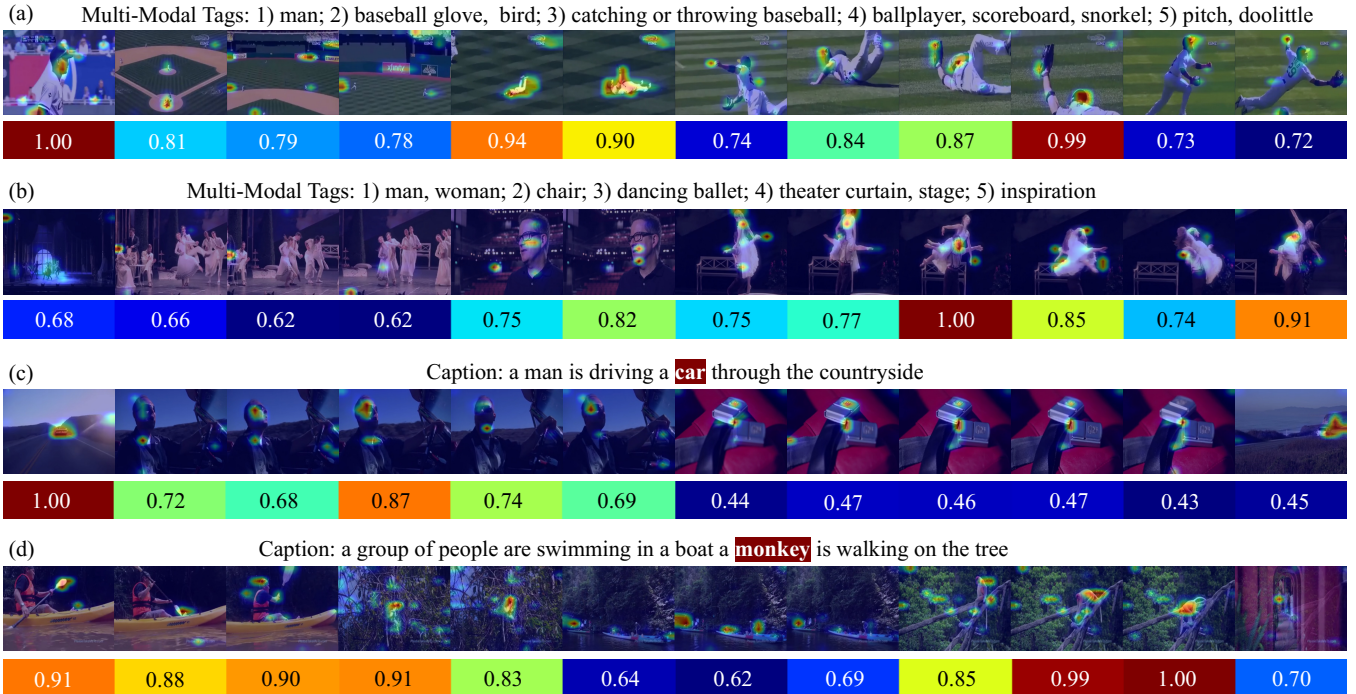 (a) Multi-Modal Tags: 1) man; 2) baseball glove, bird; 3) catching or throwing baseball; 4) ballplayer, scoreboard, snorkel; 5) pitch, doolittle
1.00 0.81 0.79 0.78 0.94 0.90 0.74 0.84 0.87 0.99 0.73 0.72
(b) Multi-Modal Tags: 1) man, woman; 2) chair; 3) dancing ballet; 4) theater curtain, stage; 5) inspiration
0.68 0.66 0.62 0.62 0.75 0.82 0.75 0.77 1.00 0.85 0.74 0.91
(c) Caption: a man is driving a car through the countryside
1.00 0.72 0.68 0.87 0.74 0.69 0.44 0.47 0.46 0.47 0.43 0.45
(d) Caption: a group of people are swimming in a boat a monkey is walking on the tree
0.91 0.88 0.90 0.91 0.83 0.64 0.62 0.69 0.85 0.99 1.00 0.70